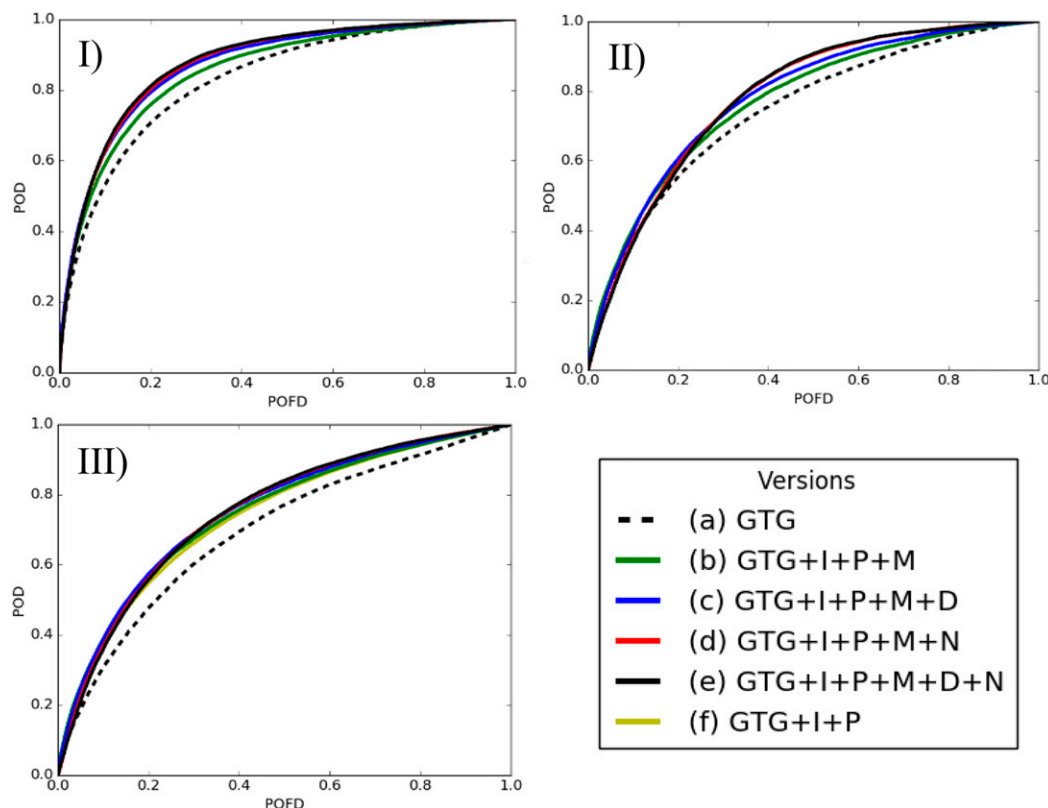 I)
1.0
0.8
0.6
0.4
0.2
0.0
POD
0.0 0.2 0.4 0.6 0.8 1.0
POFD
II)
1.0
0.8
0.6
0.4
0.2
0.0
POD
0.0 0.2 0.4 0.6 0.8 1.0
POFD
III)
1.0
0.8
0.6
0.4
0.2
0.0
POD
0.0 0.2 0.4 0.6 0.8 1.0
POFD
Versions
(a) GTG
(b) GTG+I+P+M
(c) GTG+I+P+M+D
(d) GTG+I+P+M+N
(e) GTG+I+P+M+D+N
(f) GTG+I+P